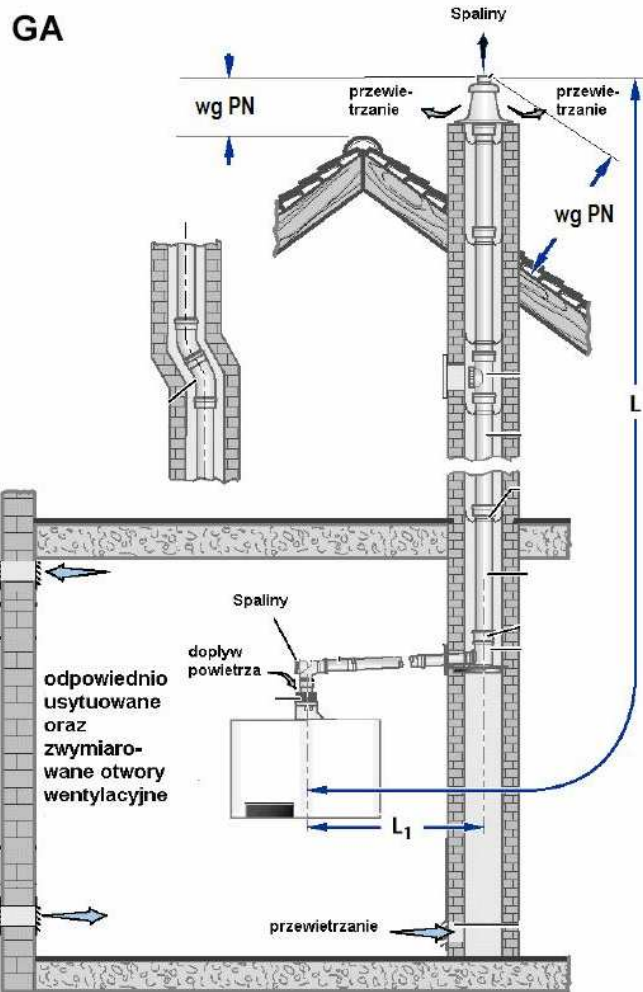 GA
Spaliny
przewie-
trzanie
przewie-
trzanie
wg PN
wg PN
L
Spaliny
dopływ
powietrza
odpowiednio
usytuowane
oraz
zwymiaro-
wane otwory
wentylacyjne
L1
przewietrzanie